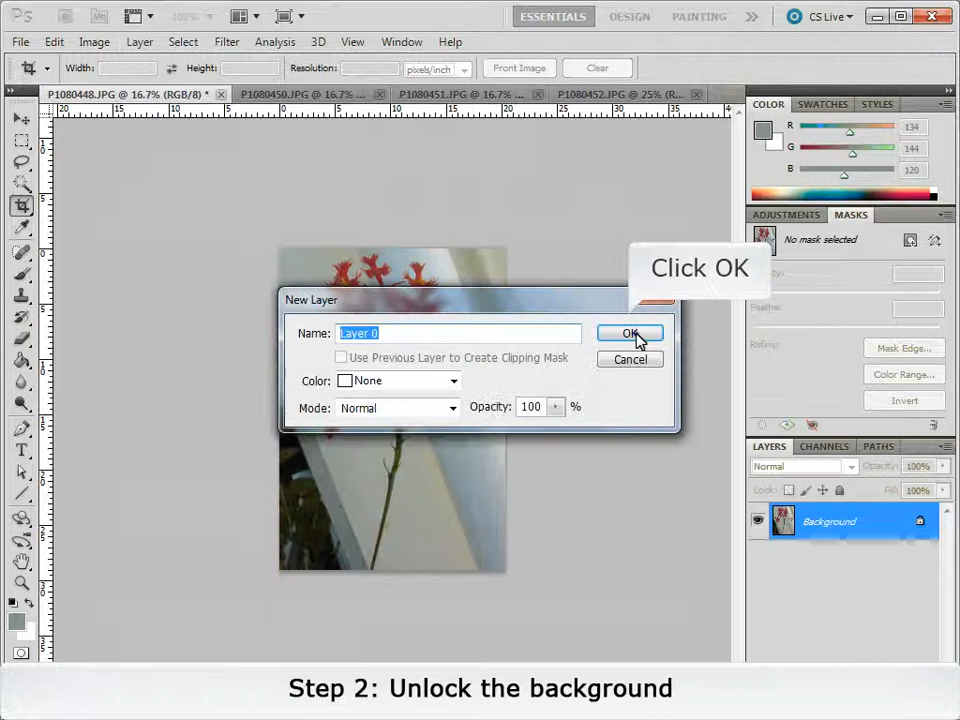 Ps Br Mb 100% ESSENTIALS DESIGN PAINTING CS Live
File Edit Image Layer Select Filter Analysis 3D View Window Help
Width: Height: Resolution: pixels/inch Front Image Clear
P1080448.JPG @ 16.7% (RGB/8) * P1080450.JPG @ 16.7% ... P1080451.JPG @ 16.7% ... P1080452.JPG @ 25% (R...
COLOR SWATCHES STYLES
R 134
G 144
B 120
ADJUSTMENTS MASKS
No mask selected
Feather
Refine:
Mask Edge...
Color Range...
Invert
Click OK
New Layer
Name: Layer 0 OK
Use Previous Layer to Create Clipping Mask Cancel
Color: None
Mode: Normal Opacity: 100 %
LAYERS CHANNELS PATHS
Normal Opacity: 100%
Lock: Fill: 100%
Background
Step 2: Unlock the background